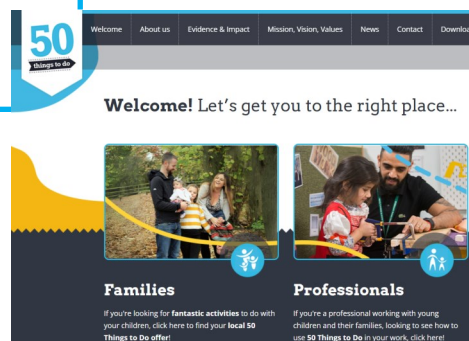 50
things to do
Welcome About us Evidence & Impact Mission, Vision, Values News Contact Downloa
Welcome! Let's get you to the right place...
Families
If you're looking for fantastic activities to do with
your children, click here to find your local 50
Things to Do offer!
Professionals
If you're a professional working with young
children and their families, looking to see how to
use 50 Things to Do in your work, click here!